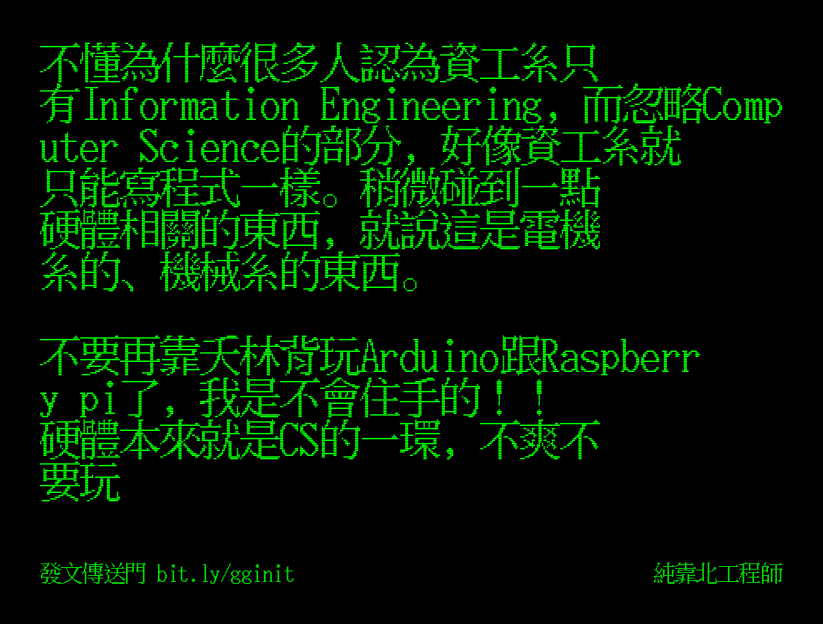 不懂為什麼很多人認為資工系只
有Information Engineering, 而忽略Comp
uter Science的部分, 好像資工系就
只能寫程式一樣。稍微碰到一點
硬體相關的東西, 就說這是電機
系的、機械系的東西。
不要再靠夭林背玩Arduino跟Raspberr
y pi了, 我是不會住手的！！
硬體本來就是CS的一環, 不爽不
要玩
發文傳送門 bit.ly/gginit
純靠北工程師